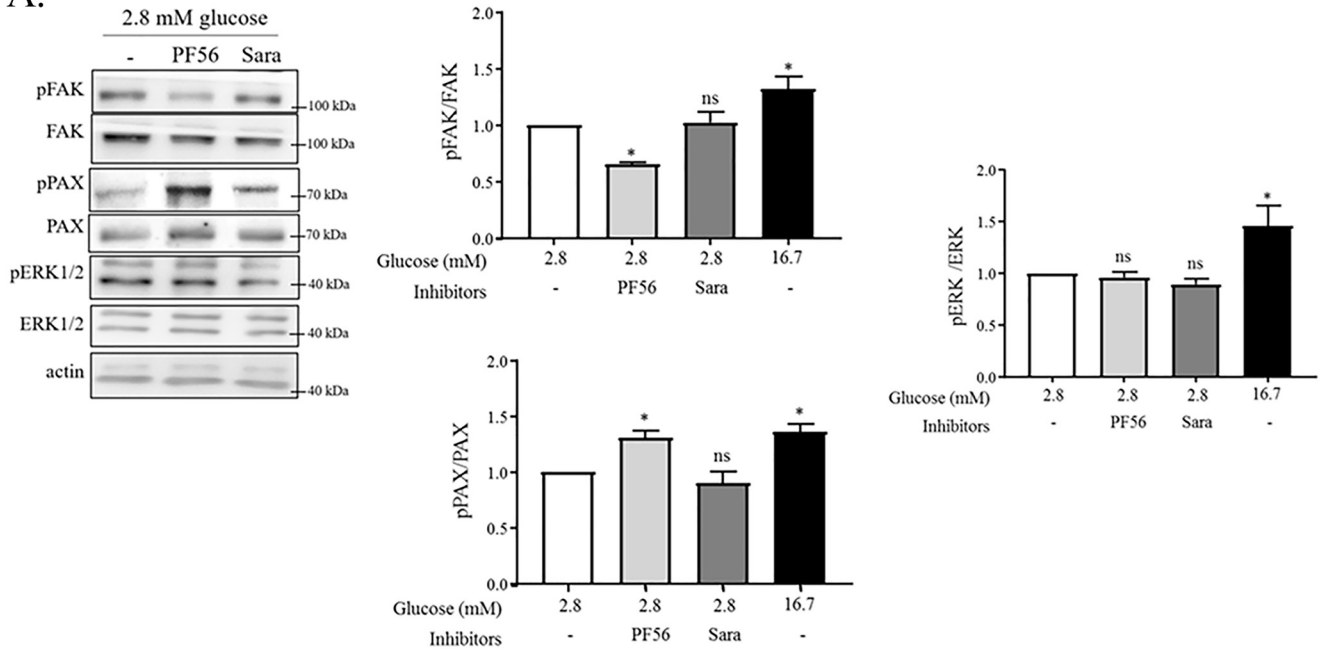 A.
2.8 mM glucose
- PF56 Sara
pFAK
100 kDa
FAK
100 kDa
pPAX
70 kDa
PAX
70 kDa
pERK1/2
40 kDa
ERK1/2
40 kDa
actin
40 kDa
pFAK/FAK
2.0
1.5
1.0
0.5
0.0
*
ns
*
Glucose (mM) 2.8 2.8 2.8 16.7
Inhibitors - PF56 Sara -
pPAX/PAX
2.0
1.5
1.0
0.5
0.0
*
ns
*
Glucose (mM) 2.8 2.8 2.8 16.7
Inhibitors - PF56 Sara -
pERK /ERK
2.0
1.5
1.0
0.5
0.0
ns
ns
*
Glucose (mM) 2.8 2.8 2.8 16.7
Inhibitors - PF56 Sara -